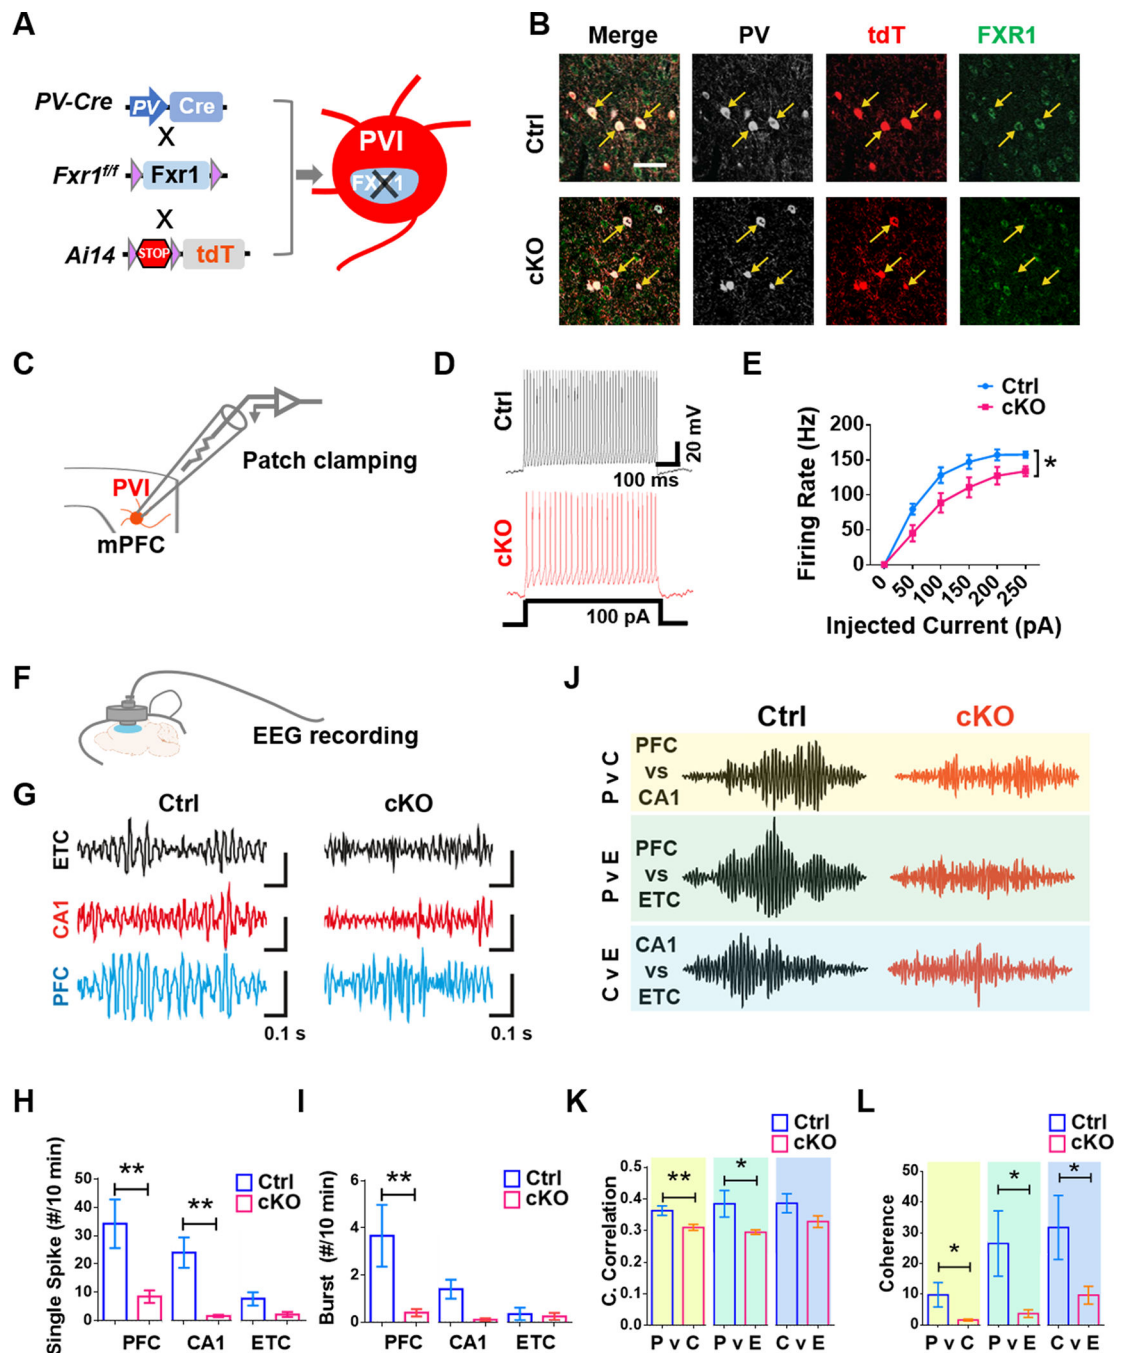 A
PV-Cre
PV
Cre
X
Fxr1f/f
Fxr1
X
Ai14
STOP
tdT
PVI
FXR1
B
Merge
PV
tdT
FXR1
Ctrl
cKO
C
Patch clamping
PVI
mPFC
D
Ctrl
20 mV
100 ms
cKO
100 pA
E
Ctrl
cKO
Firing Rate (Hz)
200
150
100
50
0
*
0 50 100 150 200 250
Injected Current (pA)
F
EEG recording
G
Ctrl cKO
ETC
CA1
PFC
0.1 s 0.1 s
J
Ctrl cKO
P v C
PFC
vs
CA1
P v E
PFC
vs
ETC
C v E
CA1
vs
ETC
H
Single Spike (#/10 min)
50
40
30
20
10
0
**
**
Ctrl
cKO
PFC CA1 ETC
I
Burst (#/10 min)
6
4
2
0
**
Ctrl
cKO
PFC CA1 ETC
K
Ctrl
cKO
C. Correlation
0.5
0.4
0.3
0.2
0.1
0.0
**
*
P v C P v E C v E
L
Ctrl
cKO
Coherence
50
40
30
20
10
0
*
*
*
P v C P v E C v E